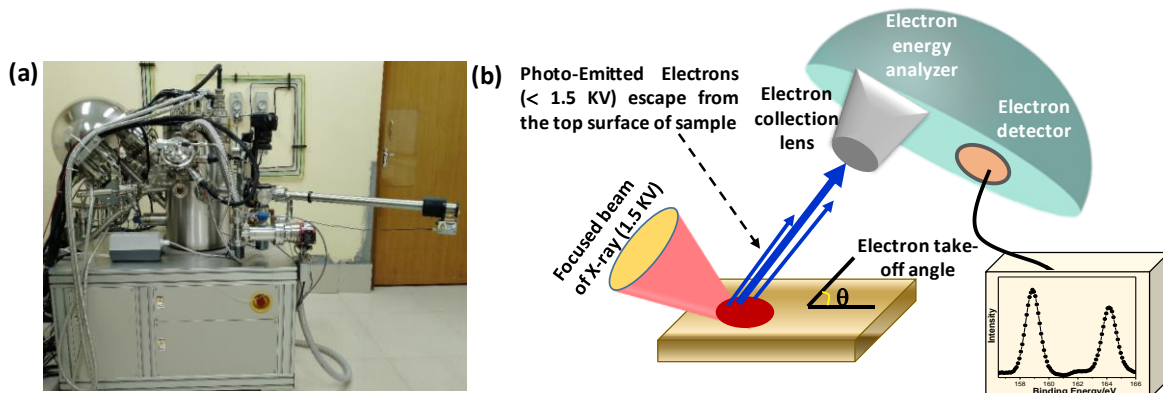 (a)
(b)
Photo-Emitted Electrons
(< 1.5 KV) escape from
the top surface of sample
Electron
energy
analyzer
Electron
collection
lens
Electron
detector
Focused beam
of X-ray (1.5 KV)
Electron take-
off angle
θ
Intensity
158 160 162 164 166
Binding Energy/eV